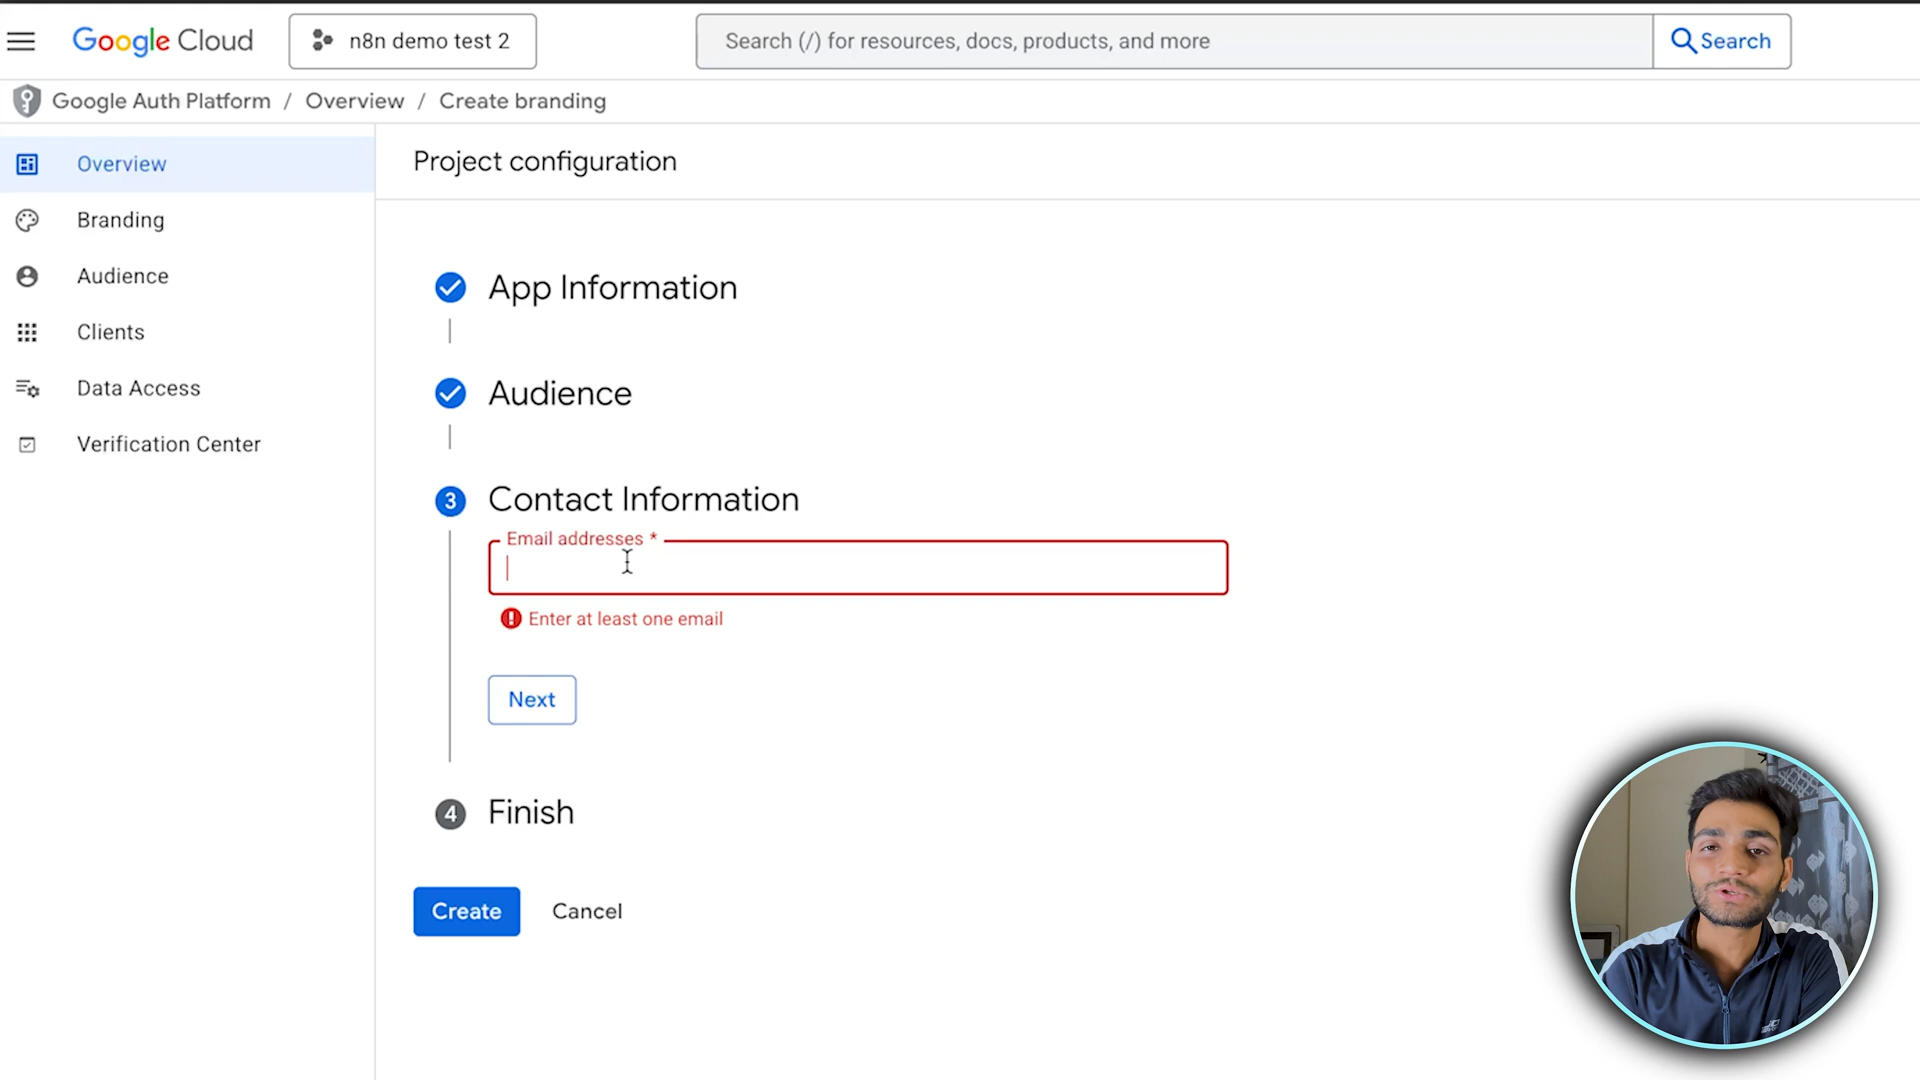 Google Cloud
n8n demo test 2
Search (/) for resources, docs, products, and more
Search
Google Auth Platform / Overview / Create branding
Overview
Branding
Audience
Clients
Data Access
Verification Center
Project configuration
App Information
Audience
3 Contact Information
Email addresses *
Enter at least one email
Next
4 Finish
Create
Cancel